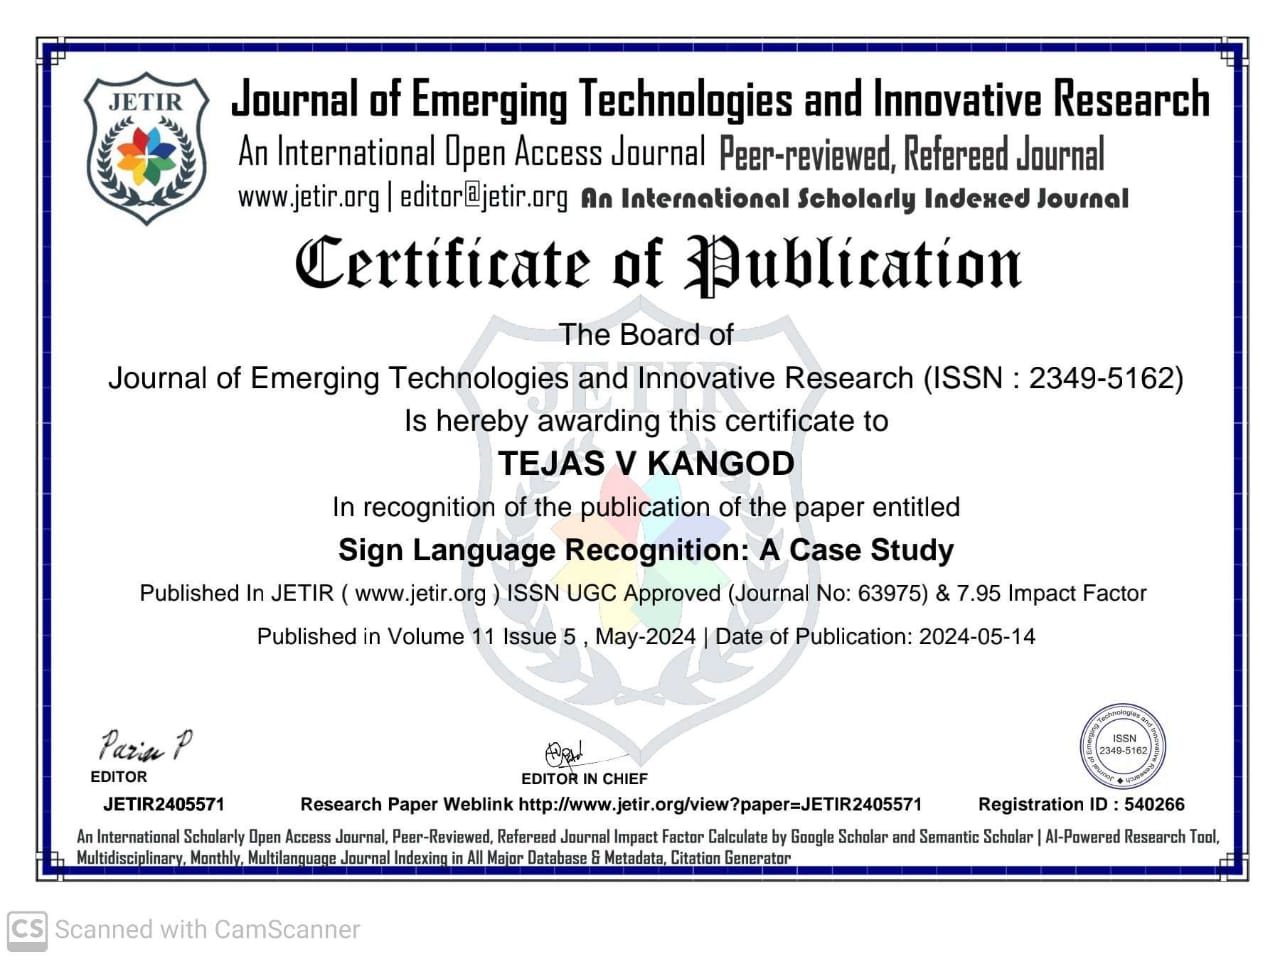 JETIR
Journal of Emerging Technologies and Innovative Research
An International Open Access Journal Peer-reviewed, Refereed Journal
www.jetir.org | editor@jetir.org An International Scholarly Indexed Journal
Certificate of Publication
The Board of
Journal of Emerging Technologies and Innovative Research (ISSN : 2349-5162)
Is hereby awarding this certificate to
TEJAS V KANGOD
In recognition of the publication of the paper entitled
Sign Language Recognition: A Case Study
Published In JETIR ( www.jetir.org ) ISSN UGC Approved (Journal No: 63975) & 7.95 Impact Factor
Published in Volume 11 Issue 5 , May-2024 | Date of Publication: 2024-05-14
JETIR
EDITOR
EDITOR IN CHIEF
Journal of Emerging Technologies and Innovative Research
ISSN
2349-5162
JETIR2405571 Research Paper Weblink http://www.jetir.org/view?paper=JETIR2405571 Registration ID : 540266
An International Scholarly Open Access Journal, Peer-Reviewed, Refereed Journal Impact Factor Calculate by Google Scholar and Semantic Scholar | AI-Powered Research Tool,
Multidisciplinary, Monthly, Multilanguage Journal Indexing in All Major Database & Metadata, Citation Generator
CS Scanned with CamScanner